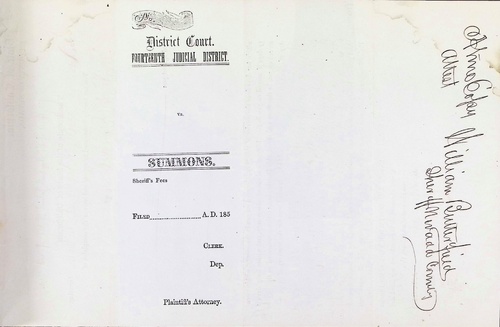 No.
District Court.
FOURTEENTH JUDICIAL DISTRICT.
vs.
SUMMONS.
Sheriff's Fees
FILED A. D. 185
CLERK.
Dep.
Plaintiff's Attorney.
A true Copy
Attest
William Butterfield
Sheriff Nevada County